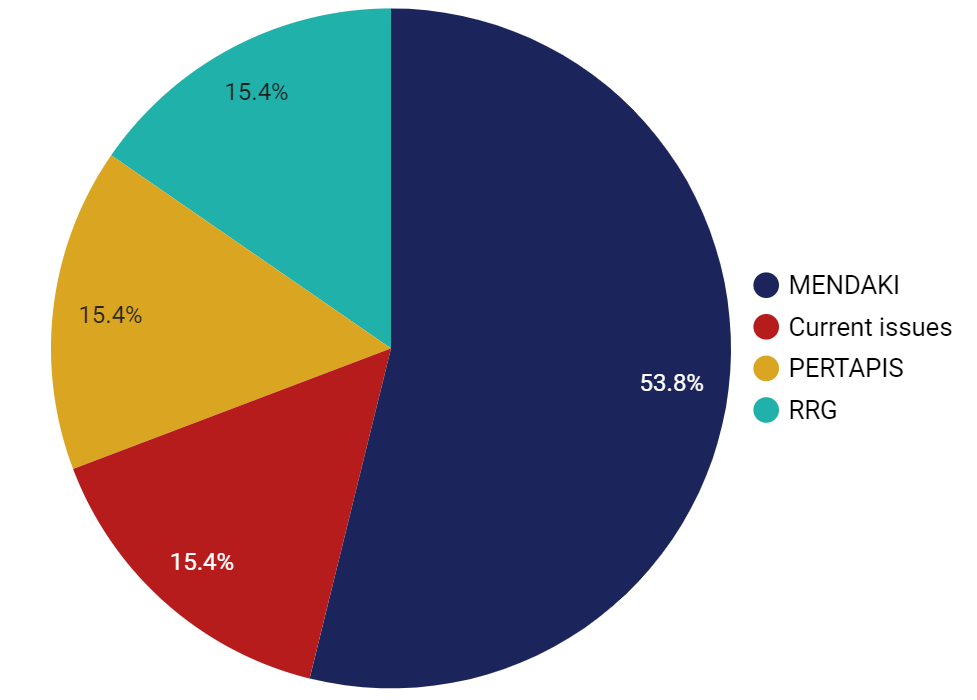 15.4%
15.4%
53.8%
15.4%
MENDAKI
Current issues
PERTAPIS
RRG